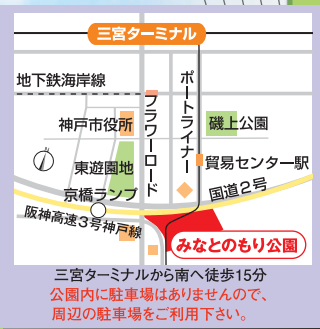 三宮ターミナル
地下鉄海岸線
フラワーロード
ポートライナー
神戸市役所
磯上公園
東遊園地
貿易センター駅
京橋ランプ
国道2号
阪神高速3号神戸線
みなとのもり公園
三宮ターミナルから南へ徒歩15分
公園内に駐車場はありませんので、
周辺の駐車場をご利用下さい。